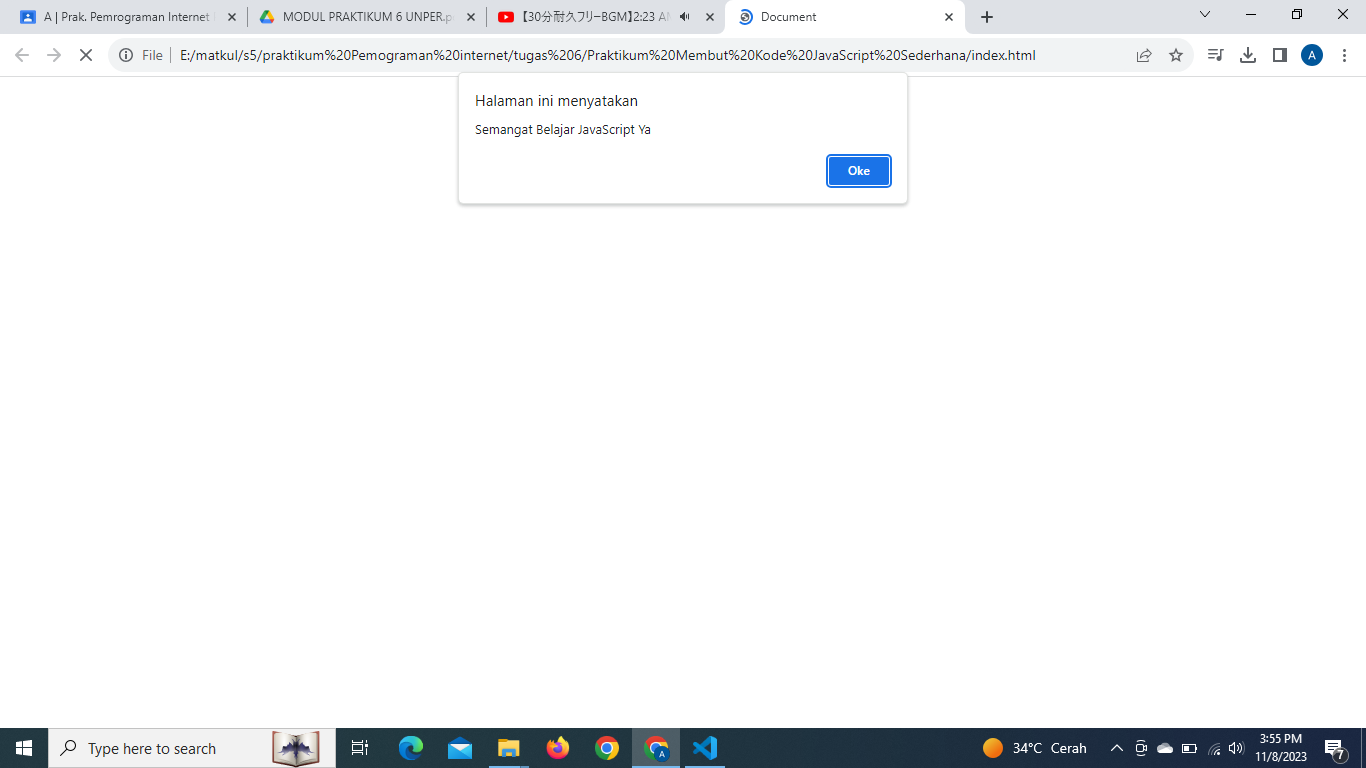 A | Prak. Pemrograman Internet
MODUL PRAKTIKUM 6 UNPER.p
【30分耐久フリーBGM】2:23 AM
Document
File
E:/matkul/s5/praktikum%20Pemograman%20internet/tugas%206/Praktikum%20Membut%20Kode%20JavaScript%20Sederhana/index.html
A
Halaman ini menyatakan
Semangat Belajar JavaScript Ya
Oke
Type here to search
A
34°C Cerah
3:55 PM
11/8/2023
7